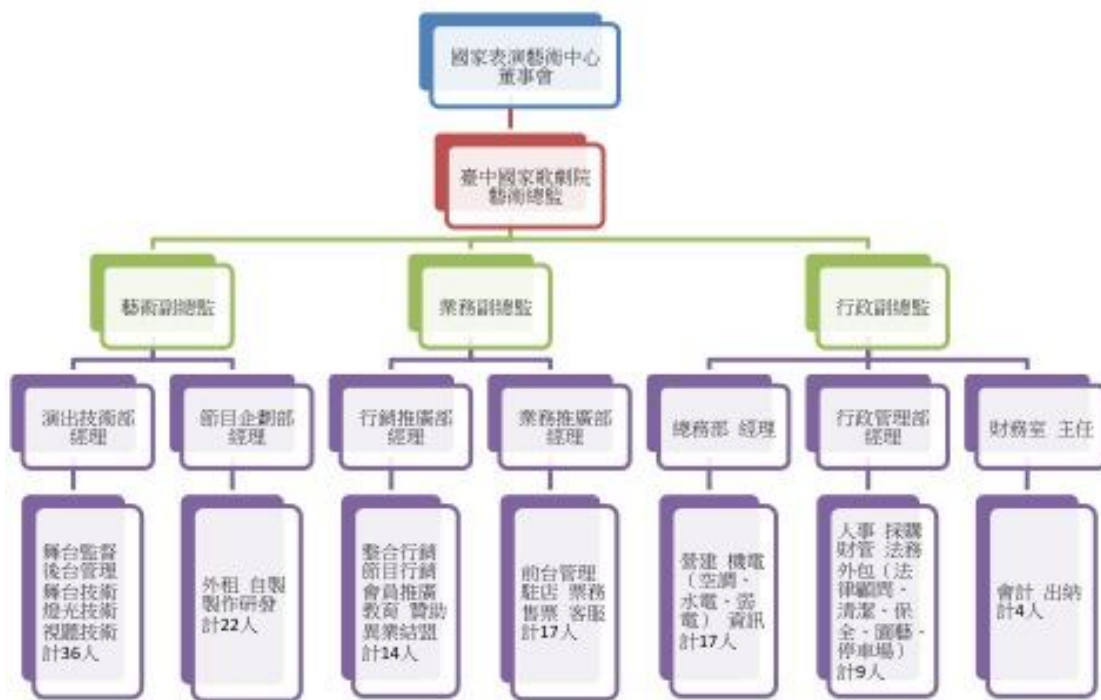 國家表演藝術中心
董事會
臺中國家歌劇院
藝術總監
藝術副總監
業務副總監
行政副總監
演出技術部
經理
節目企劃部
經理
行銷推廣部
經理
業務推廣部
經理
總務部 經理
行政管理部
經理
財務室 主任
舞台監督
後台管理
舞台技術
燈光技術
視聽技術
計36人
外租 自製
製作研發
計22人
整合行銷
節目行銷
會員推廣
教育 贊助
異業結盟
計14人
前台管理
駐店 票務
售票 客服
計17人
營建 機電
（空調、
水電、弱
電） 資訊
計17人
人事 採購
財管 法務
外包（法
律顧問、
清潔、保
全、園藝、
停車場）
計9人
會計 出納
計4人